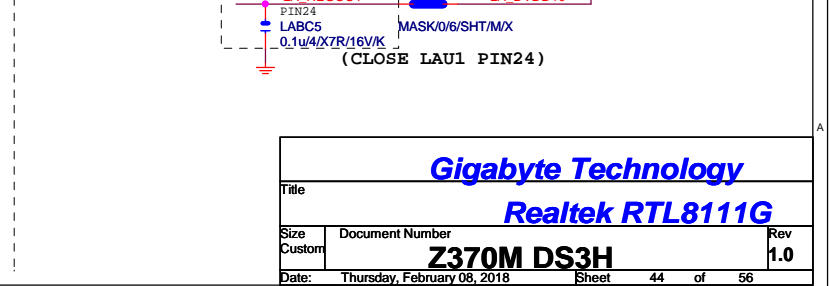 PIN24
LABC5
MASK/0/6/SHT/M/X
0.1u/4/X7R/16V/K
(CLOSE LAU1 PIN24)
A
Gigabyte Technology
Title
Realtek RTL8111G
Size Document Number Rev
Custom Z370M DS3H 1.0
Date: Thursday, February 08, 2018 Sheet 44 of 56